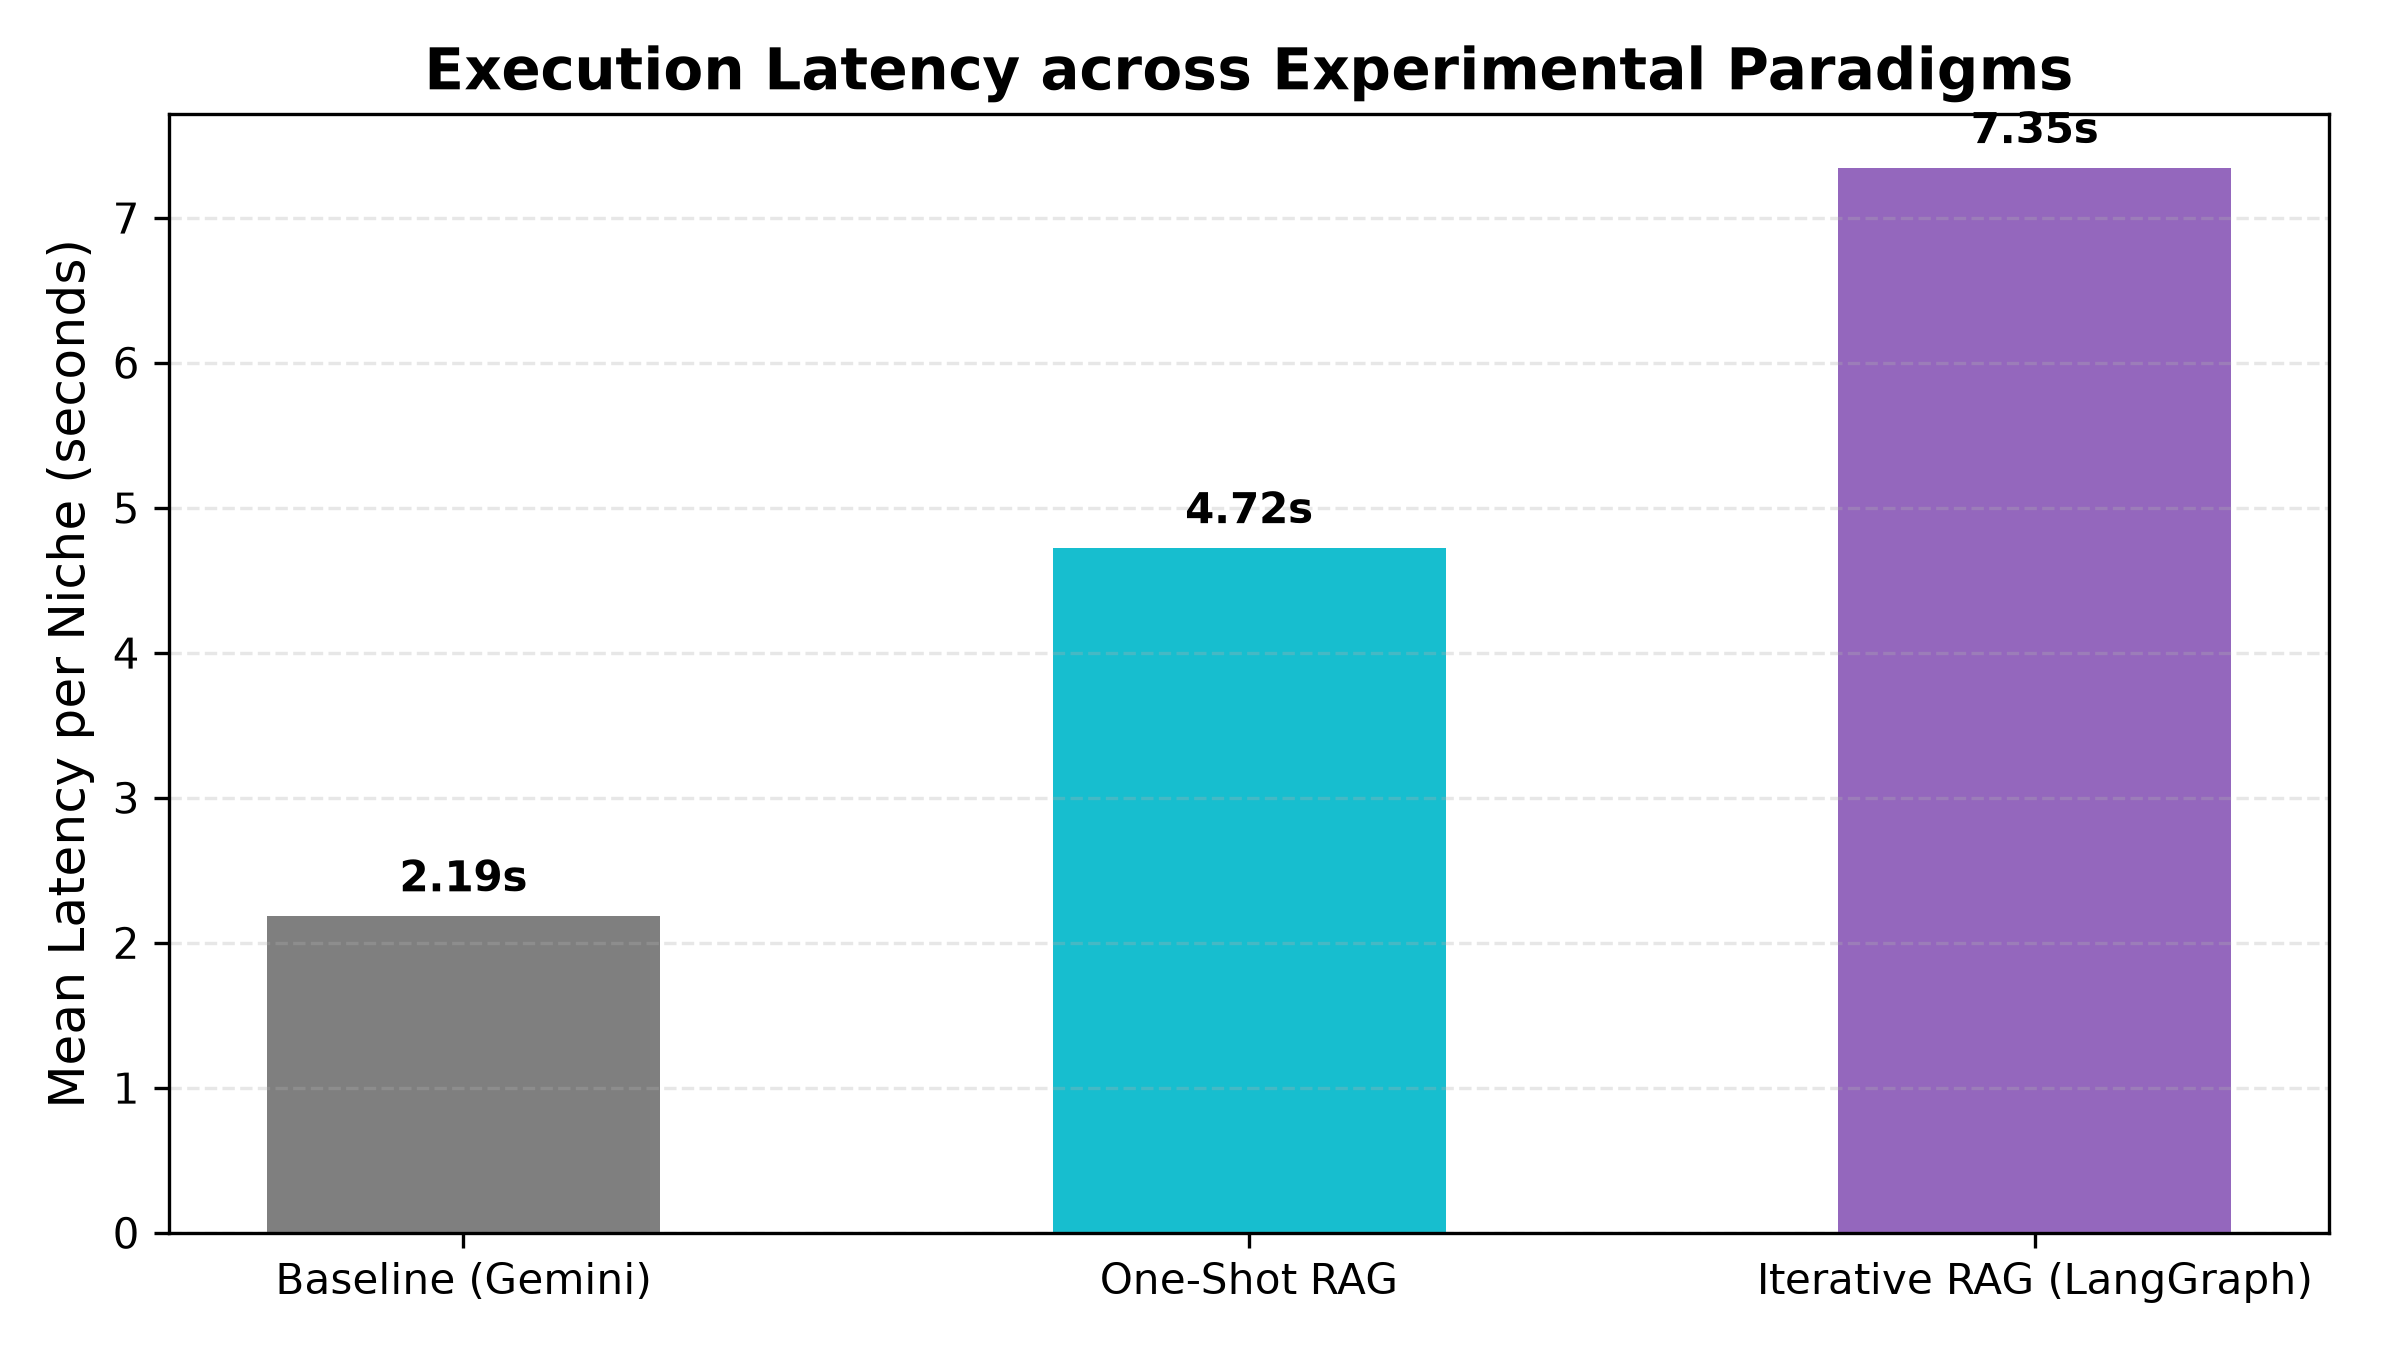 Execution Latency across Experimental Paradigms
Mean Latency per Niche (seconds)
7
6
5
4
3
2
1
0
2.19s
4.72s
7.35s
Baseline (Gemini)
One-Shot RAG
Iterative RAG (LangGraph)